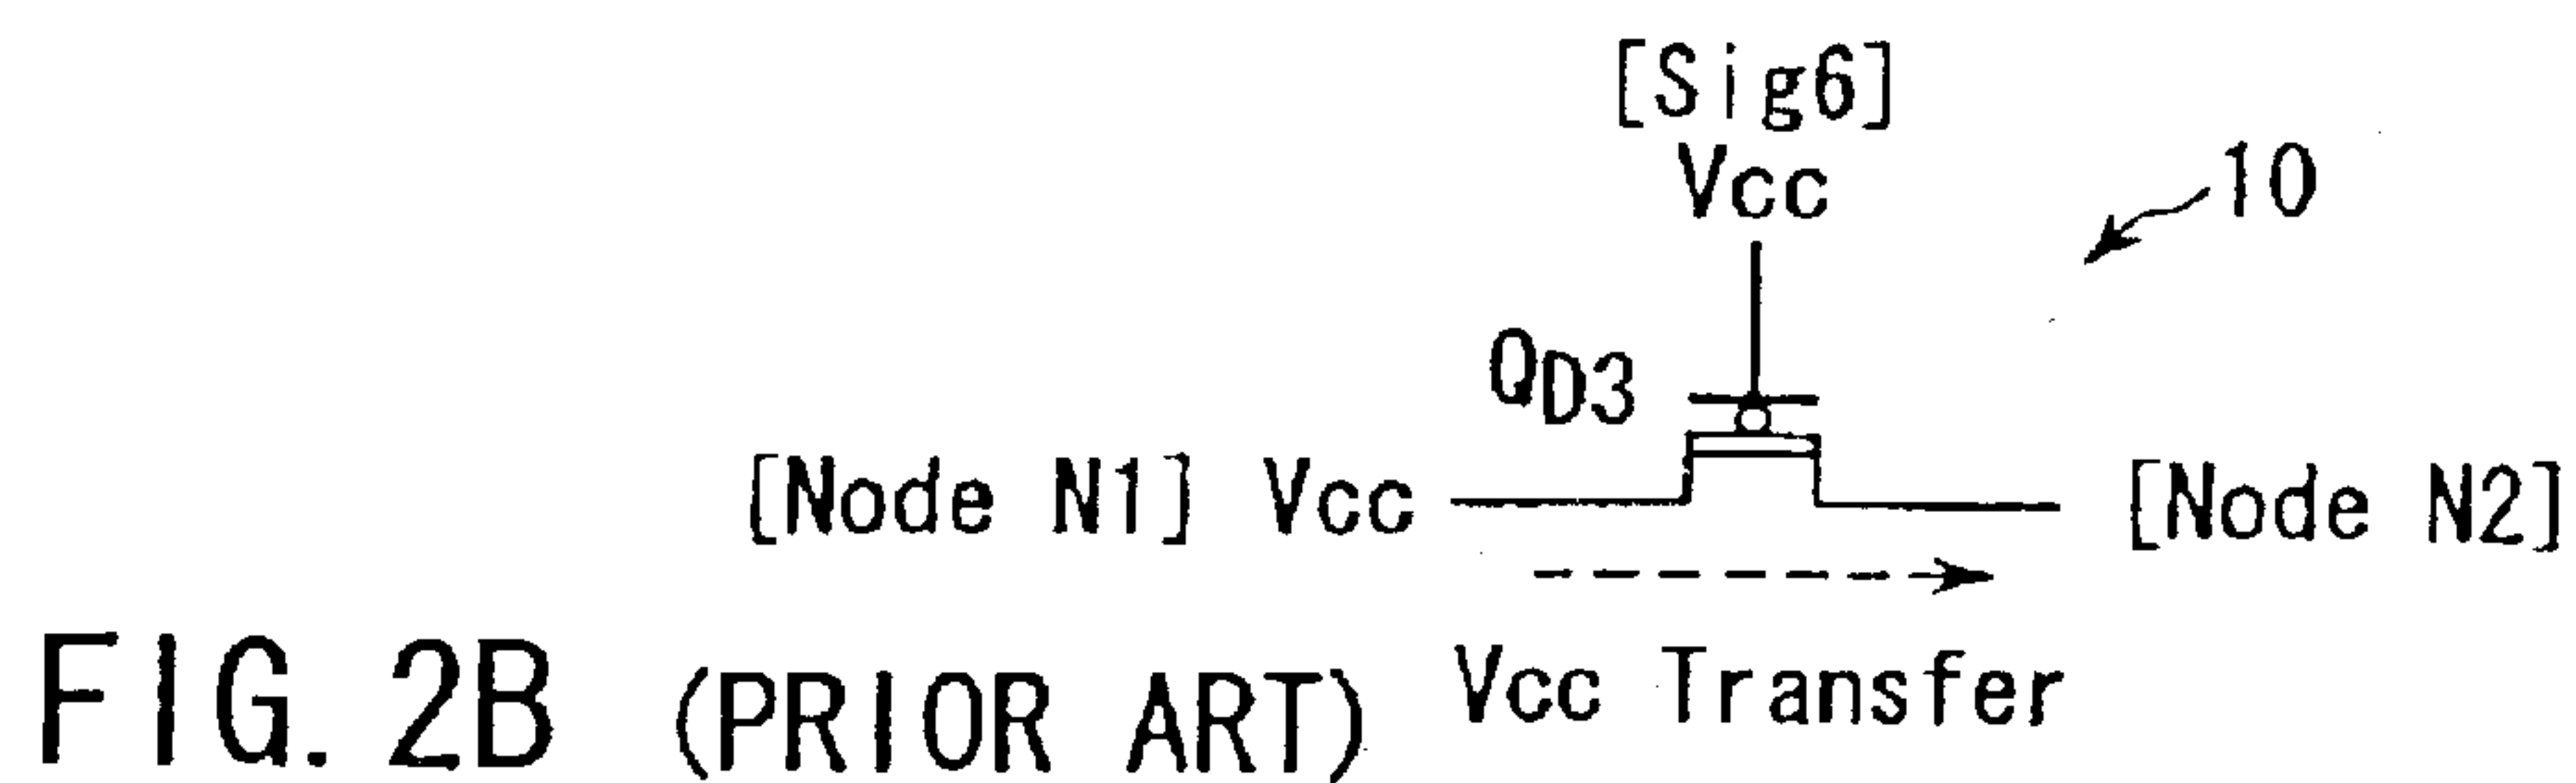 [Sig6]
Vcc
10
QD3
[Node N1] Vcc
[Node N2]
Vcc Transfer
FIG. 2B (PRIOR ART)